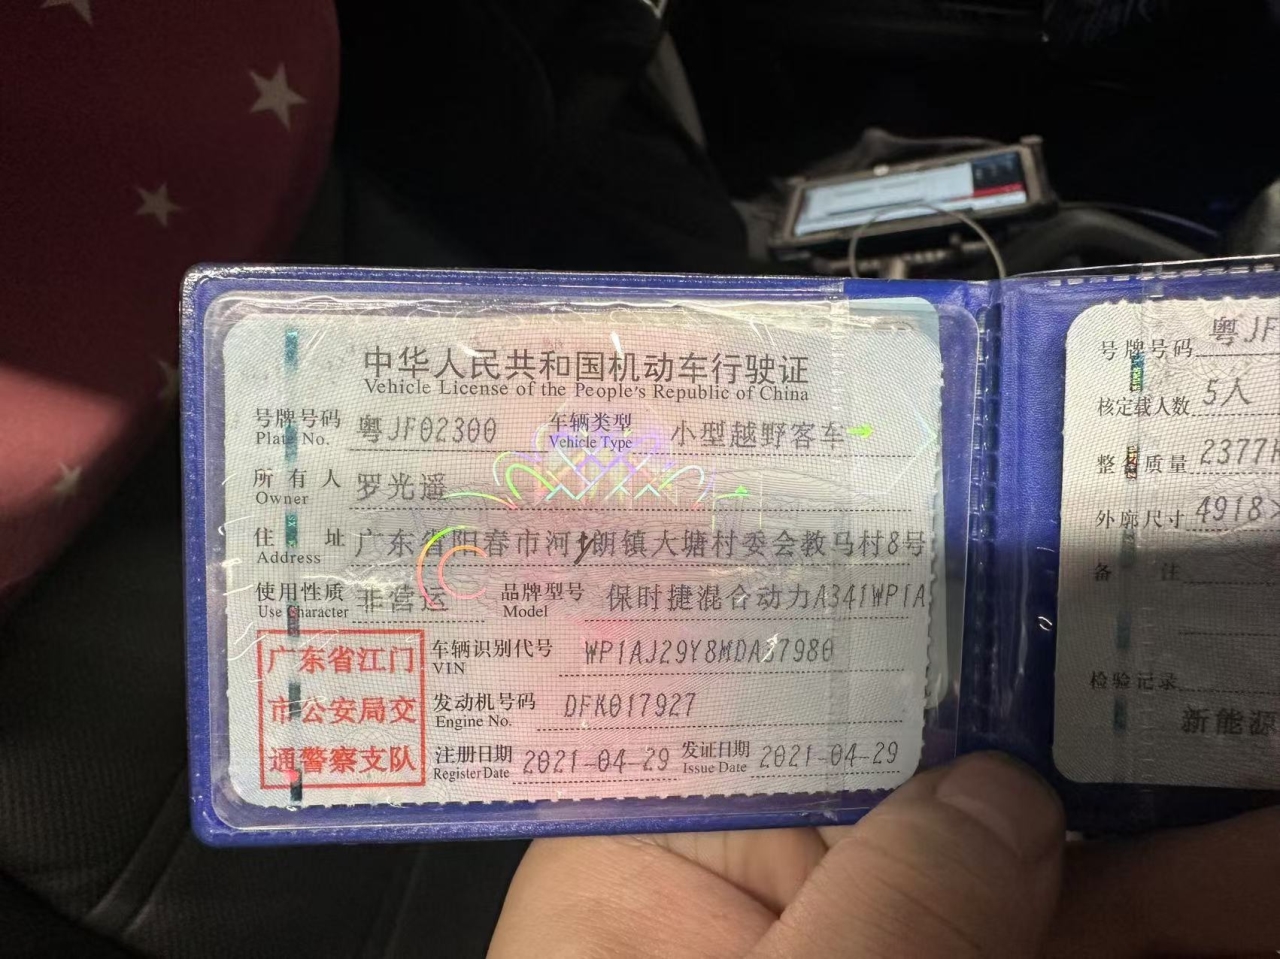 中华人民共和国机动车行驶证
Vehicle License of the People's Republic of China
号牌号码 粤JF02300 车辆类型 小型越野客车
Plate No. Vehicle Type
所有人 罗光遥
Owner
住址 广东省阳春市河朗镇大塘村委会教马村8号
Address
使用性质 非营运 品牌型号 保时捷混合动力A341WP1A
Use Character Model
车辆识别代号 WP1AJ29Y8MDA37980
VIN
发动机号码 DFK017927
Engine No.
注册日期 2021-04-29 发证日期 2021-04-29
Register Date Issue Date
广东省江门
市公安局交
通警察支队
号牌号码 粤JF
核定载人数 5人
整备质量 2377
外廓尺寸 4918×
备注
检验记录
新能源